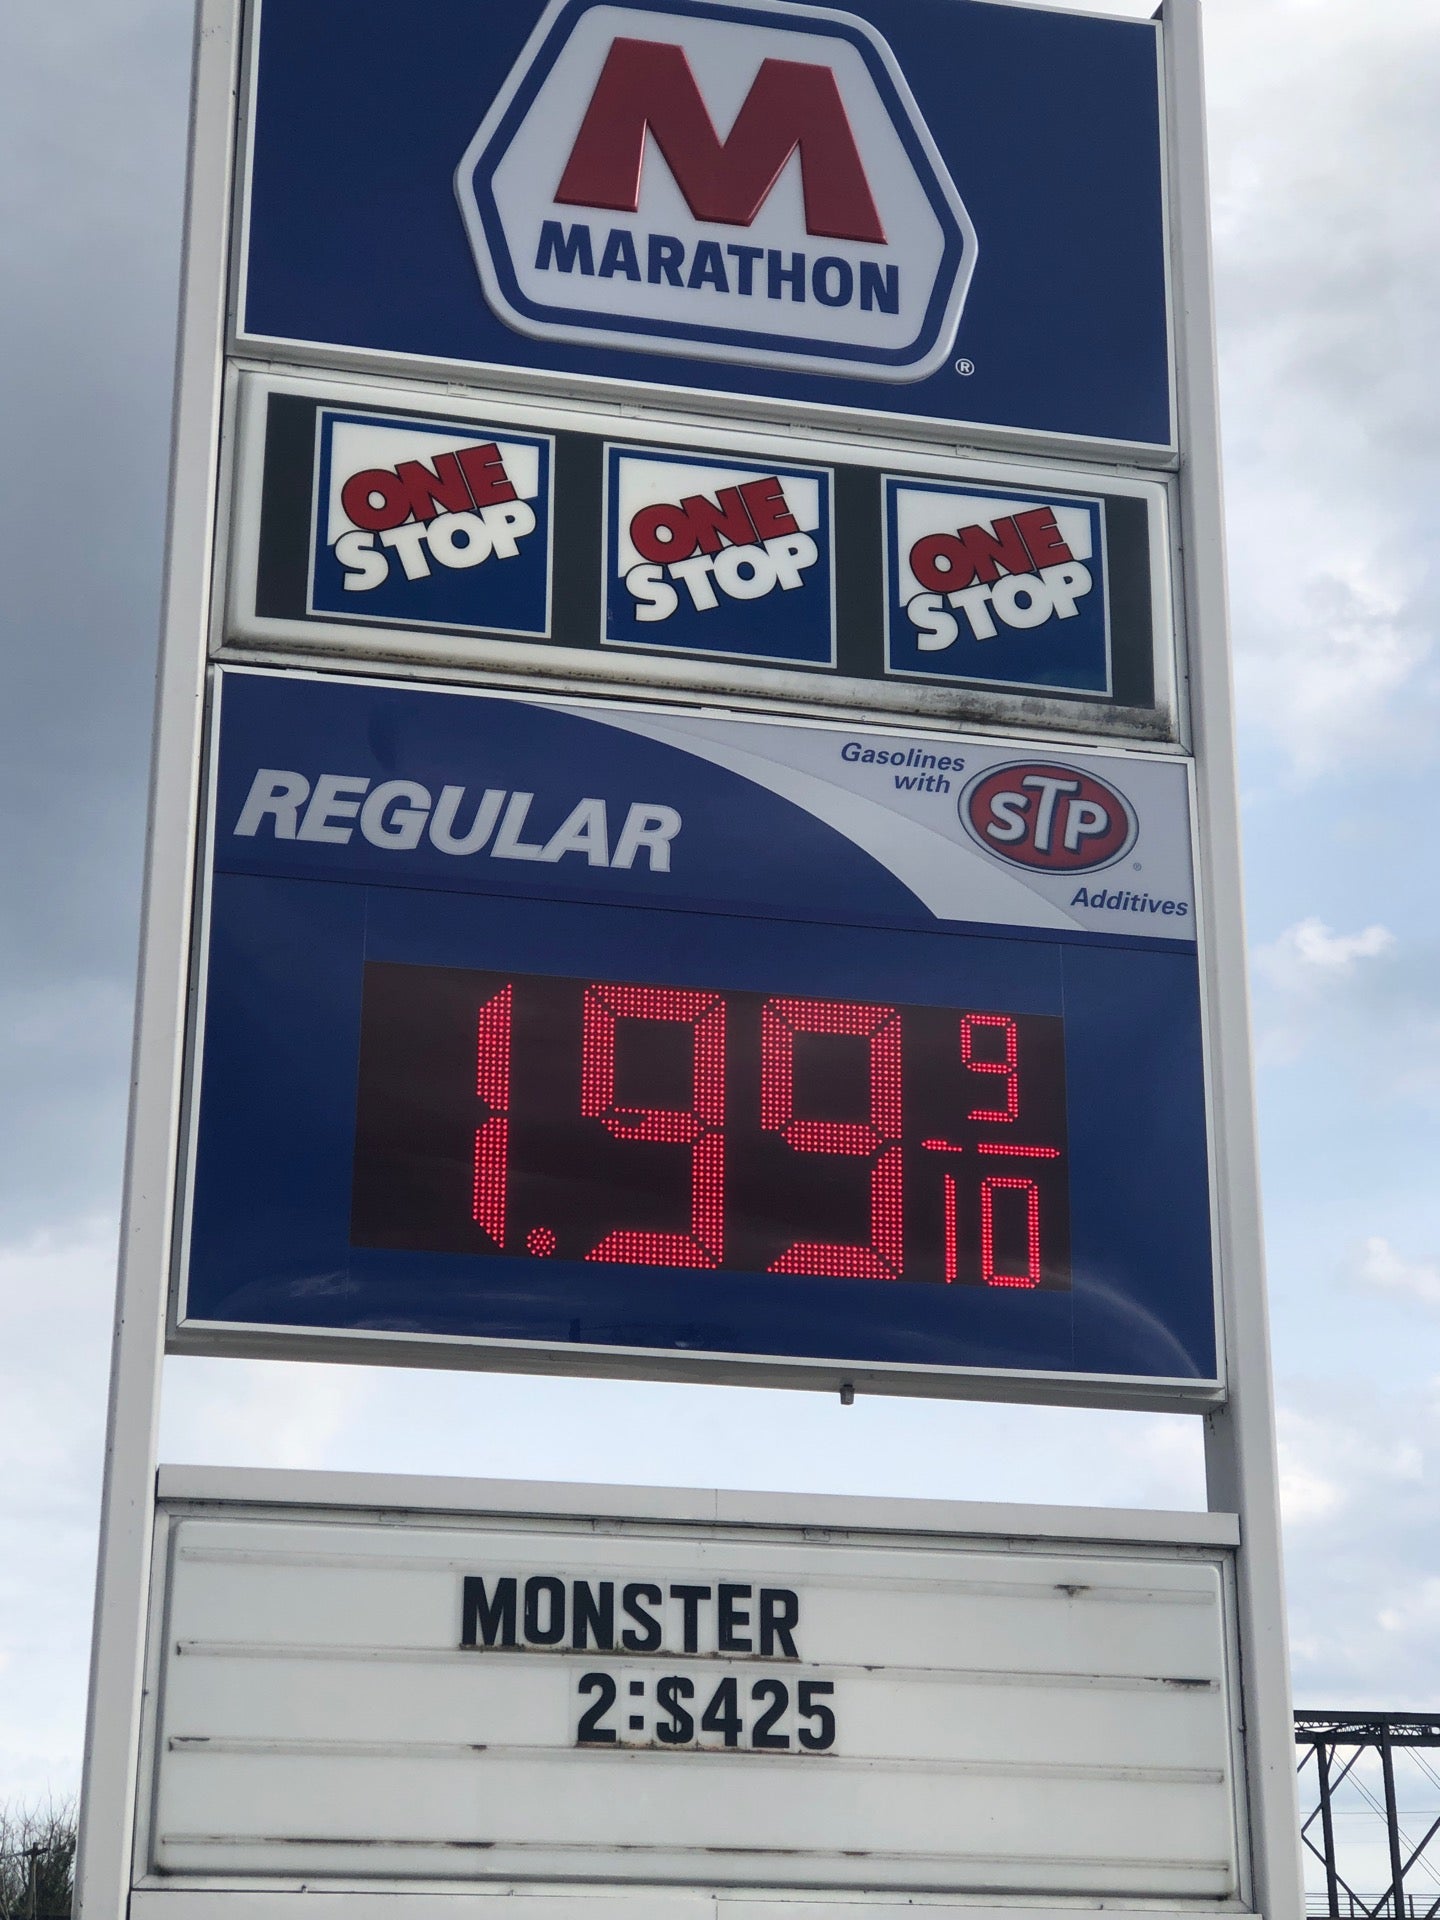 M
MARATHON
®
ONE STOP
ONE STOP
ONE STOP
REGULAR
Gasolines
with
STP
®
Additives
1.99 9/10
MONSTER
2:$425